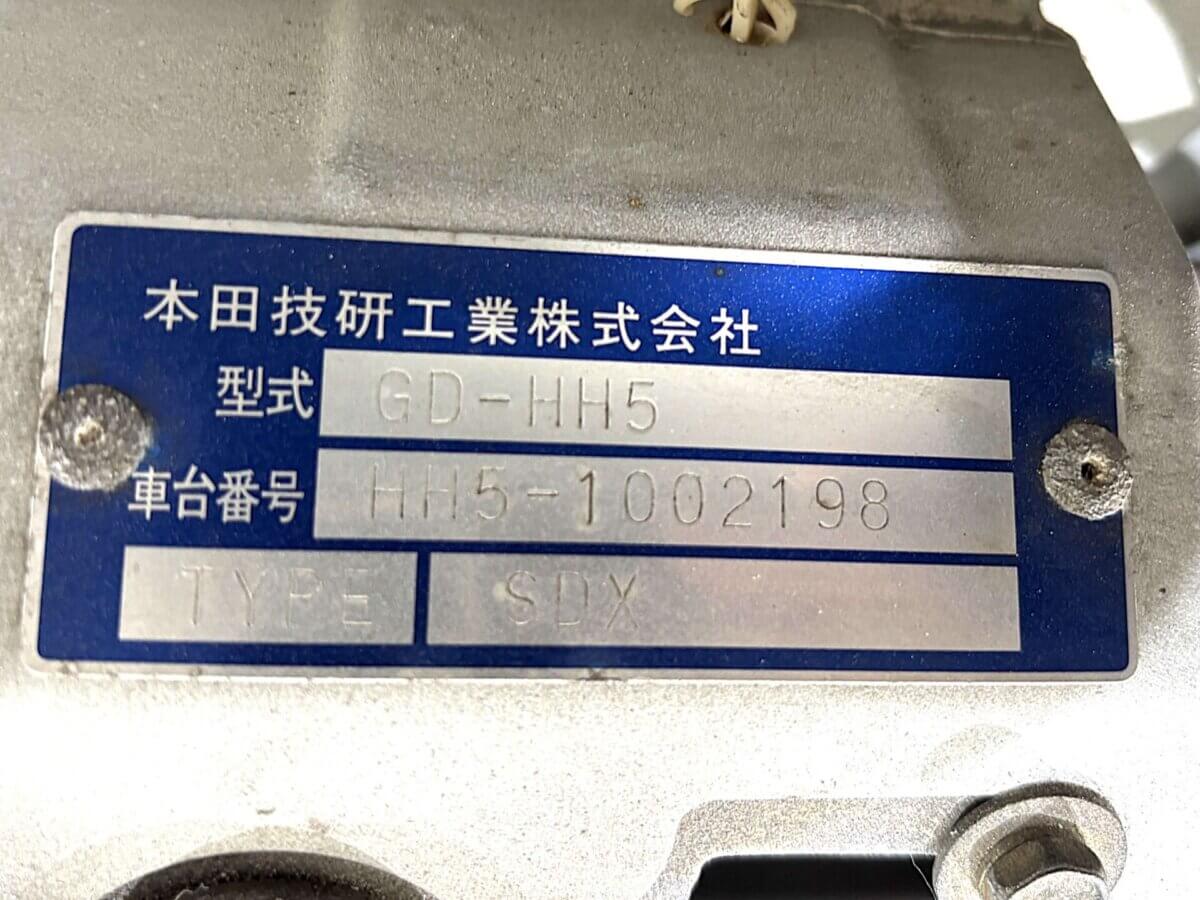 本田技研工業株式会社
型式 GD-HH5
車台番号 HH5-1002198
TYPE SDX